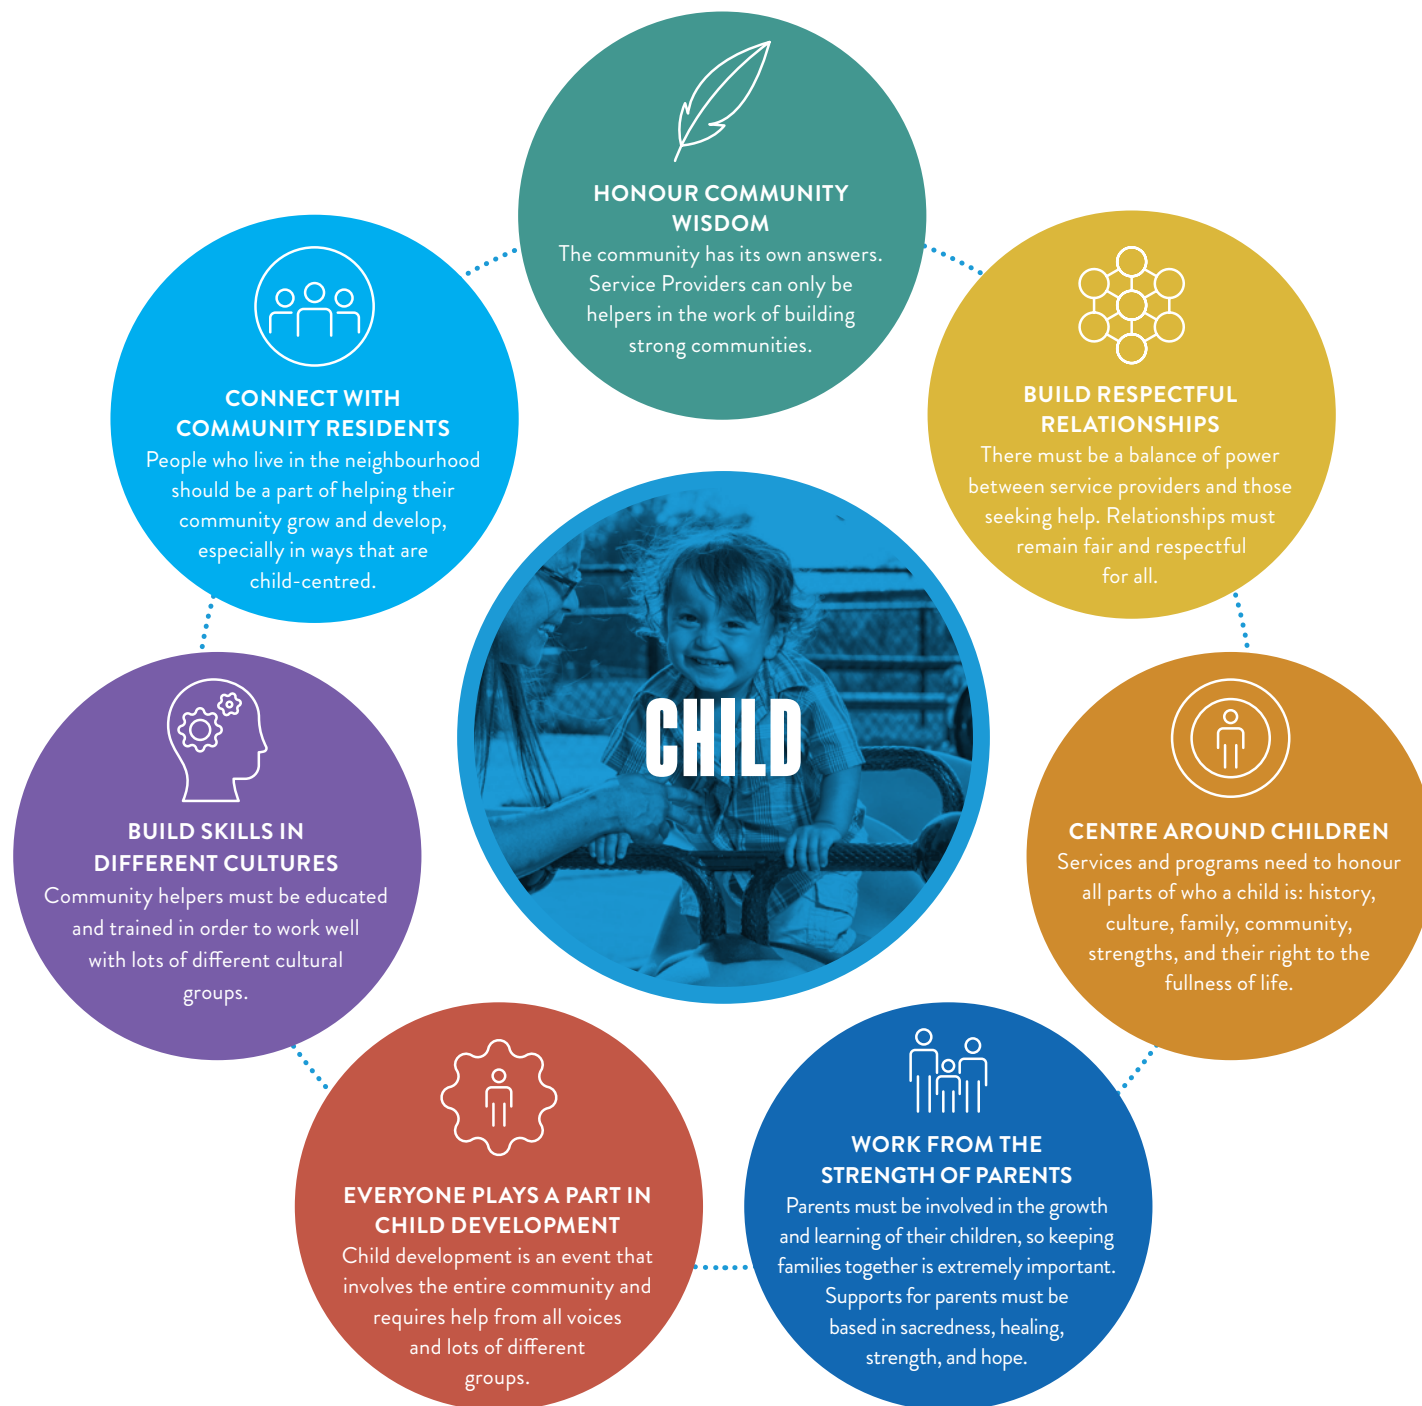 HONOUR COMMUNITY
WISDOM
The community has its own answers.
Service Providers can only be
helpers in the work of building
strong communities.
BUILD RESPECTFUL
RELATIONSHIPS
There must be a balance of power
between service providers and those
seeking help. Relationships must
remain fair and respectful
for all.
CENTRE AROUND CHILDREN
Services and programs need to honour
all parts of who a child is: history,
culture, family, community,
strengths, and their right to the
fullness of life.
WORK FROM THE
STRENGTH OF PARENTS
Parents must be involved in the growth
and learning of their children, so keeping
families together is extremely important.
Supports for parents must be
based in sacredness, healing,
strength, and hope.
EVERYONE PLAYS A PART IN
CHILD DEVELOPMENT
Child development is an event that
involves the entire community and
requires help from all voices
and lots of different
groups.
BUILD SKILLS IN
DIFFERENT CULTURES
Community helpers must be educated
and trained in order to work well
with lots of different cultural
groups.
CONNECT WITH
COMMUNITY RESIDENTS
People who live in the neighbourhood
should be a part of helping their
community grow and develop,
especially in ways that are
child-centred.
CHILD